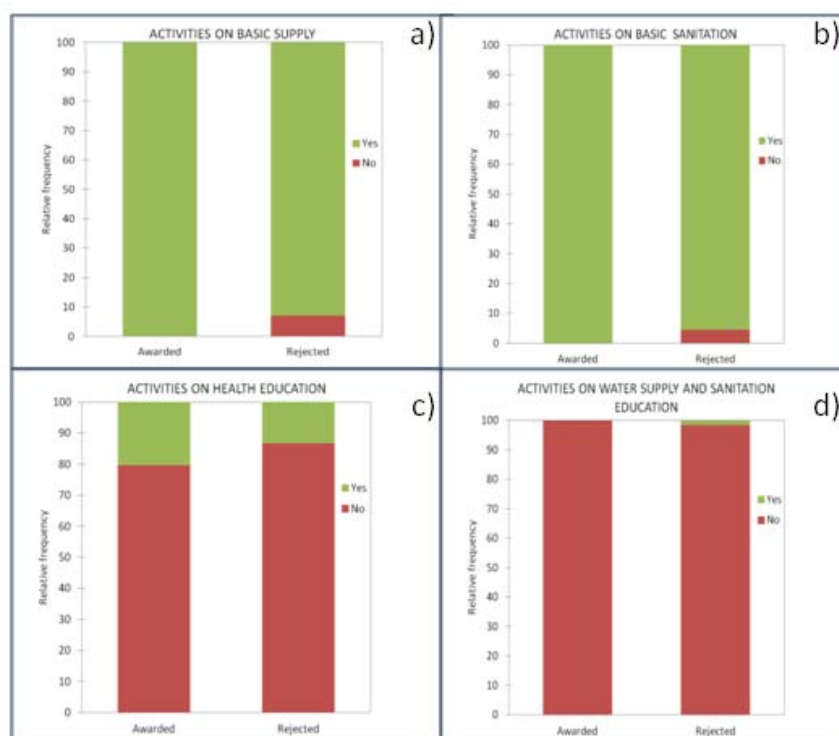 ACTIVITIES ON BASIC SUPPLY
a)
100
90
80
70
60
50
40
30
20
10
0
Relative frequency
Yes
No
Awarded
Rejected
ACTIVITIES ON BASIC SANITATION
b)
100
90
80
70
60
50
40
30
20
10
0
Relative frequency
Yes
No
Awarded
Rejected
ACTIVITIES ON HEALTH EDUCATION
c)
100
90
80
70
60
50
40
30
20
10
0
Relative frequency
Yes
No
Awarded
Rejected
ACTIVITIES ON WATER SUPPLY AND SANITATION
EDUCATION
d)
100
90
80
70
60
50
40
30
20
10
0
Relative frequency
Yes
No
Awarded
Rejected